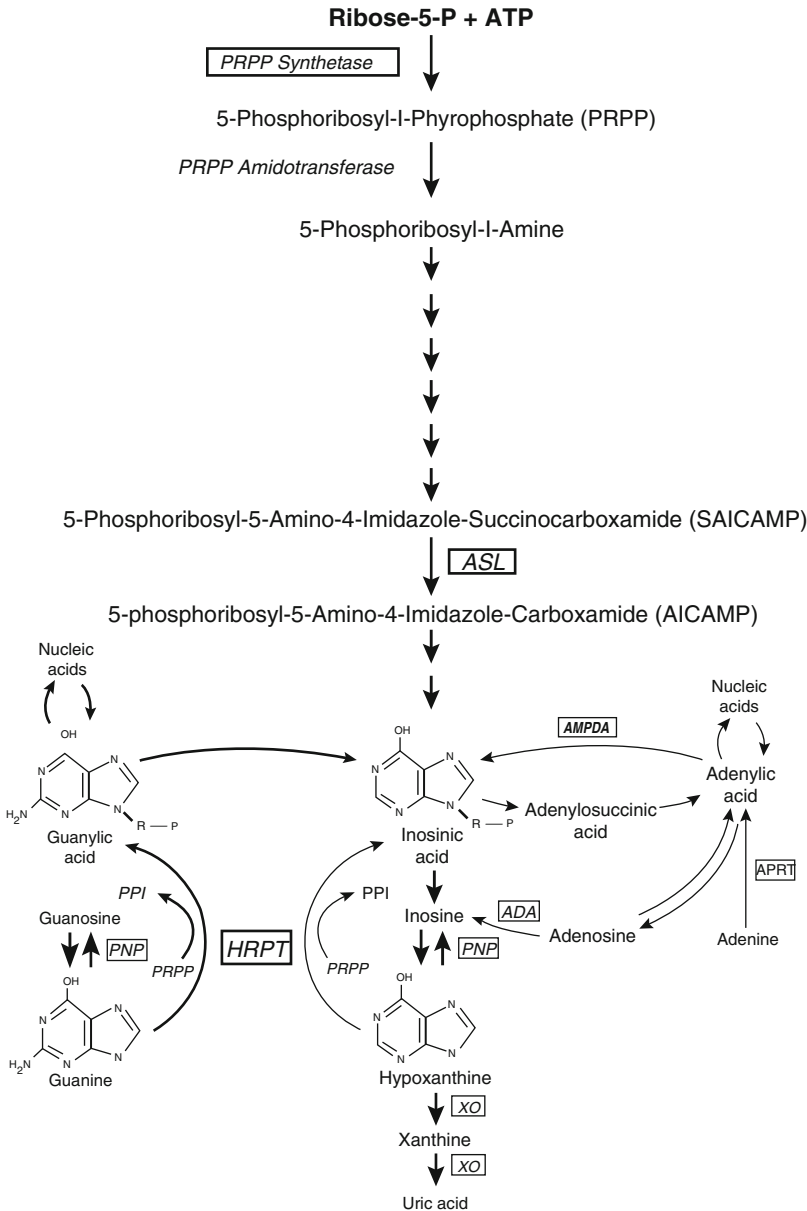 Ribose-5-P + ATP
PRPP Synthetase
5-Phosphoribosyl-I-Phyrophosphate (PRPP)
PRPP Amidotransferase
5-Phosphoribosyl-I-Amine
5-Phosphoribosyl-5-Amino-4-Imidazole-Succinocarboxamide (SAICAMP)
ASL
5-phosphoribosyl-5-Amino-4-Imidazole-Carboxamide (AICAMP)
Nucleic
acids
OH
N
N
N
N
H2N
R — P
Guanylic
acid
OH
N
N
N
N
R — P
Inosinic
acid
AMPDA
Nucleic
acids
Adenylic
acid
Adenylosuccinic
acid
APRT
Adenine
PPI
Guanosine
PNP
PRPP
HRPT
PPI
PRPP
Inosine
ADA
Adenosine
PNP
OH
N
N
N
N
H2N
Guanine
OH
N
N
N
N
Hypoxanthine
XO
Xanthine
XO
Uric acid